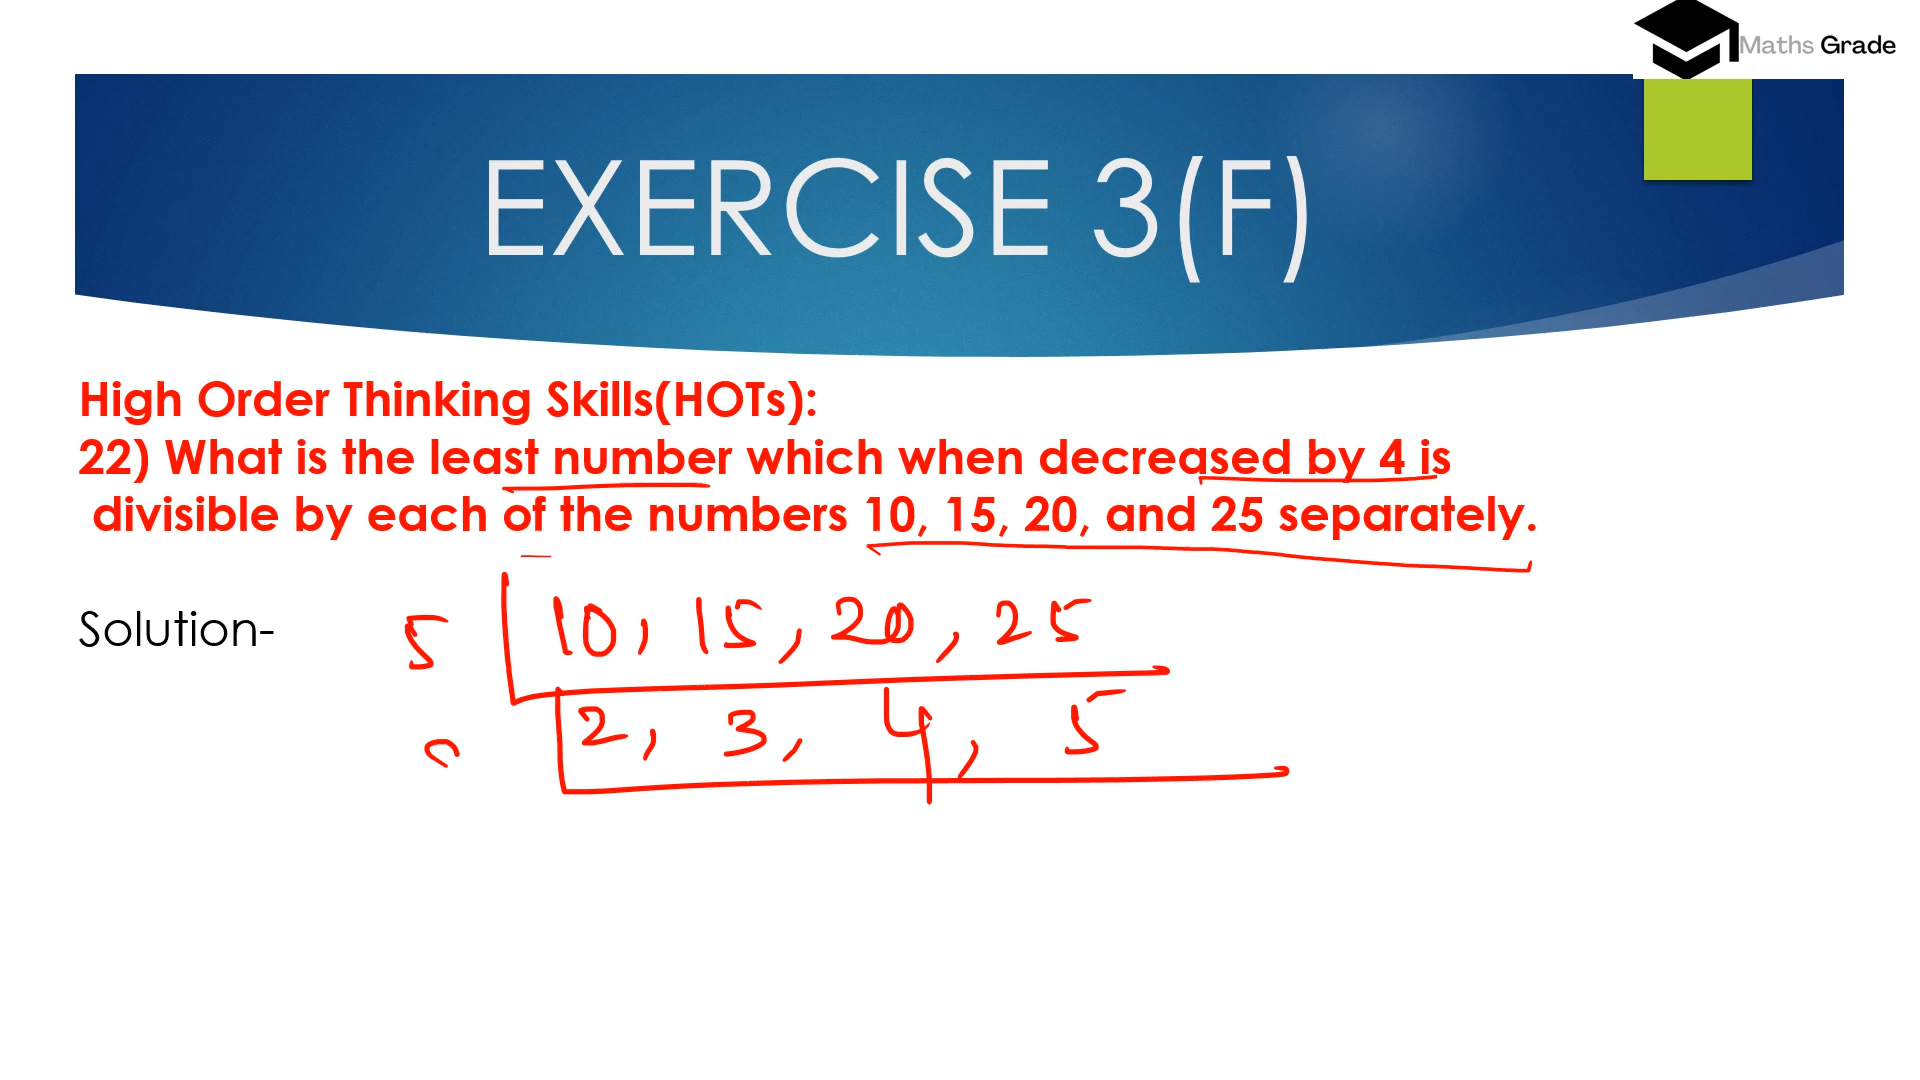 Maths Grade
EXERCISE 3(F)
High Order Thinking Skills(HOTs):
22) What is the least number which when decreased by 4 is
divisible by each of the numbers 10, 15, 20, and 25 separately.
Solution-
5 10, 15, 20, 25
2, 3, 4, 5